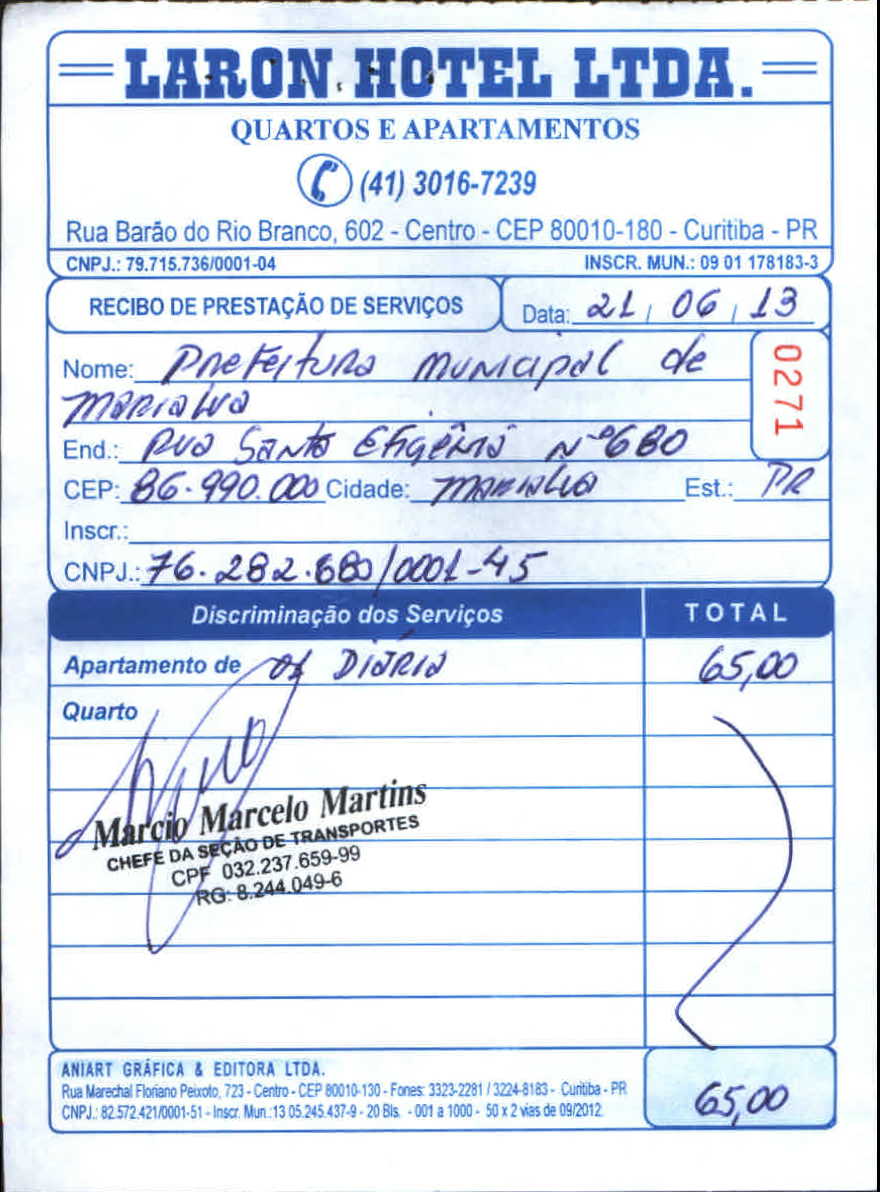 LARON HOTEL LTDA.
QUARTOS E APARTAMENTOS
(41) 3016-7239
Rua Barão do Rio Branco, 602 - Centro - CEP 80010-180 - Curitiba - PR
CNPJ.: 79.715.736/0001-04 INSCR. MUN.: 09 01 178183-3
RECIBO DE PRESTAÇÃO DE SERVIÇOS Data: 21 / 06 / 13
Nome: Prefeitura Municipal de
Marialva
0271
End.: Rua Santa Efigênia Nº 680
CEP: 86.990.000 Cidade: Marialva Est.: PR
Inscr.:
CNPJ.: 76.282.680/0001-45
Discriminação dos Serviços TOTAL
Apartamento de 01 DIÁRIA 65,00
Quarto
Marcio Marcelo Martins
CHEFE DA SEÇÃO DE TRANSPORTES
CPF 032.237.659-99
RG: 8.244.049-6
ANIART GRÁFICA & EDITORA LTDA.
Rua Marechal Floriano Peixoto, 723 - Centro - CEP 80010-130 - Fones: 3323-2281 / 3224-8183 - Curitiba - PR
CNPJ.: 82.572.421/0001-51 - Inscr. Mun.:13 05.245.437-9 - 20 Bls. - 001 a 1000 - 50 x 2 vias de 09/2012
65,00